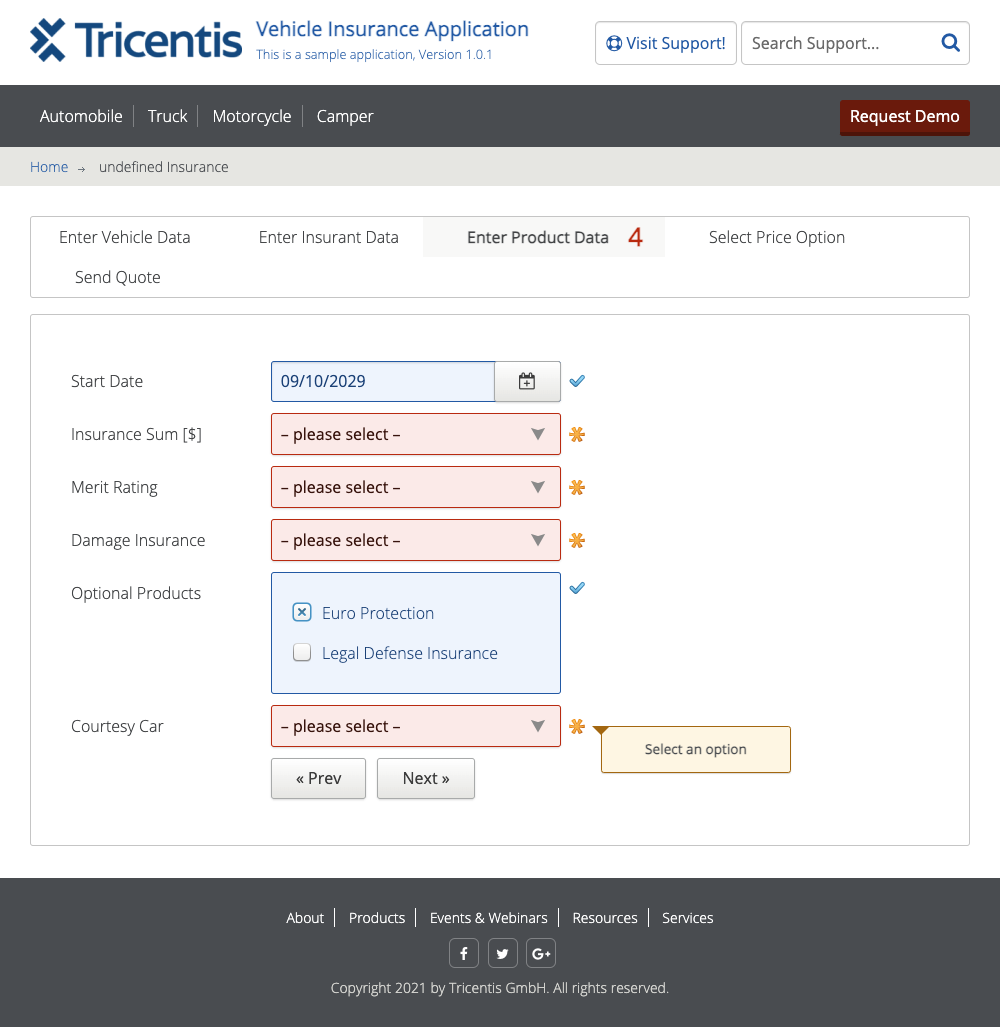 Tricentis
Vehicle Insurance Application
This is a sample application, Version 1.0.1
Visit Support!
Search Support...
Automobile
Truck
Motorcycle
Camper
Request Demo
Home → undefined Insurance
Enter Vehicle Data
Enter Insurant Data
Enter Product Data 4
Select Price Option
Send Quote
Start Date
09/10/2029
Insurance Sum [$]
– please select –
Merit Rating
– please select –
Damage Insurance
– please select –
Optional Products
Euro Protection
Legal Defense Insurance
Courtesy Car
– please select –
Select an option
« Prev
Next »
About
Products
Events & Webinars
Resources
Services
f
G+
Copyright 2021 by Tricentis GmbH. All rights reserved.